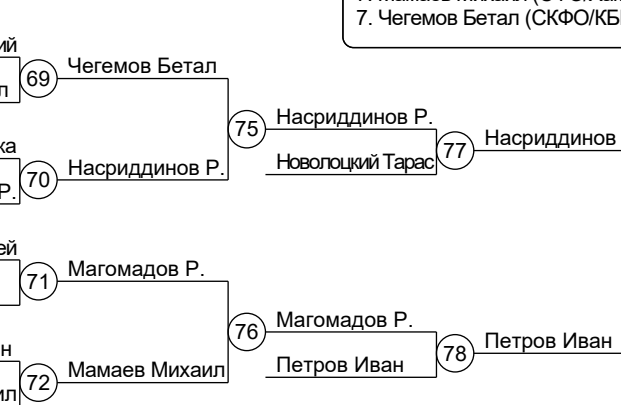 7. Чегемов Бетал (СКФО/КБ
69
Чегемов Бетал
75
Насриддинов Р.
Новолоцкий Тарас
77
Насриддинов
70
Насриддинов Р.
71
Магомадов Р.
76
Магомадов Р.
Петров Иван
78
Петров Иван
72
Мамаев Михаил